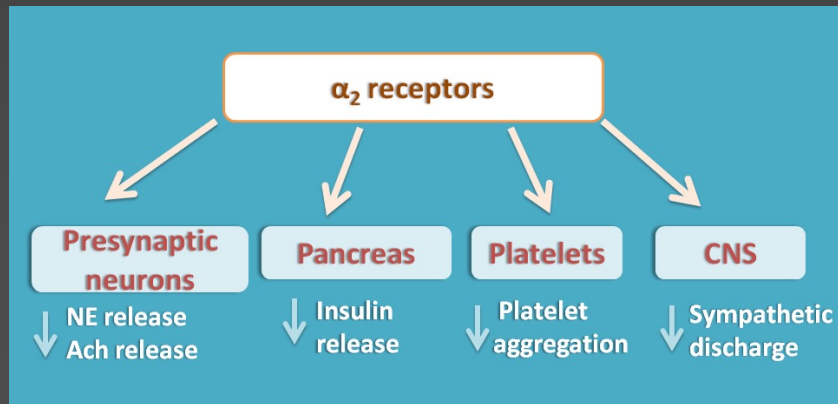 α₂ receptors
Presynaptic
neurons
NE release
Ach release
Pancreas
Insulin
release
Platelets
Platelet
aggregation
CNS
Sympathetic
discharge